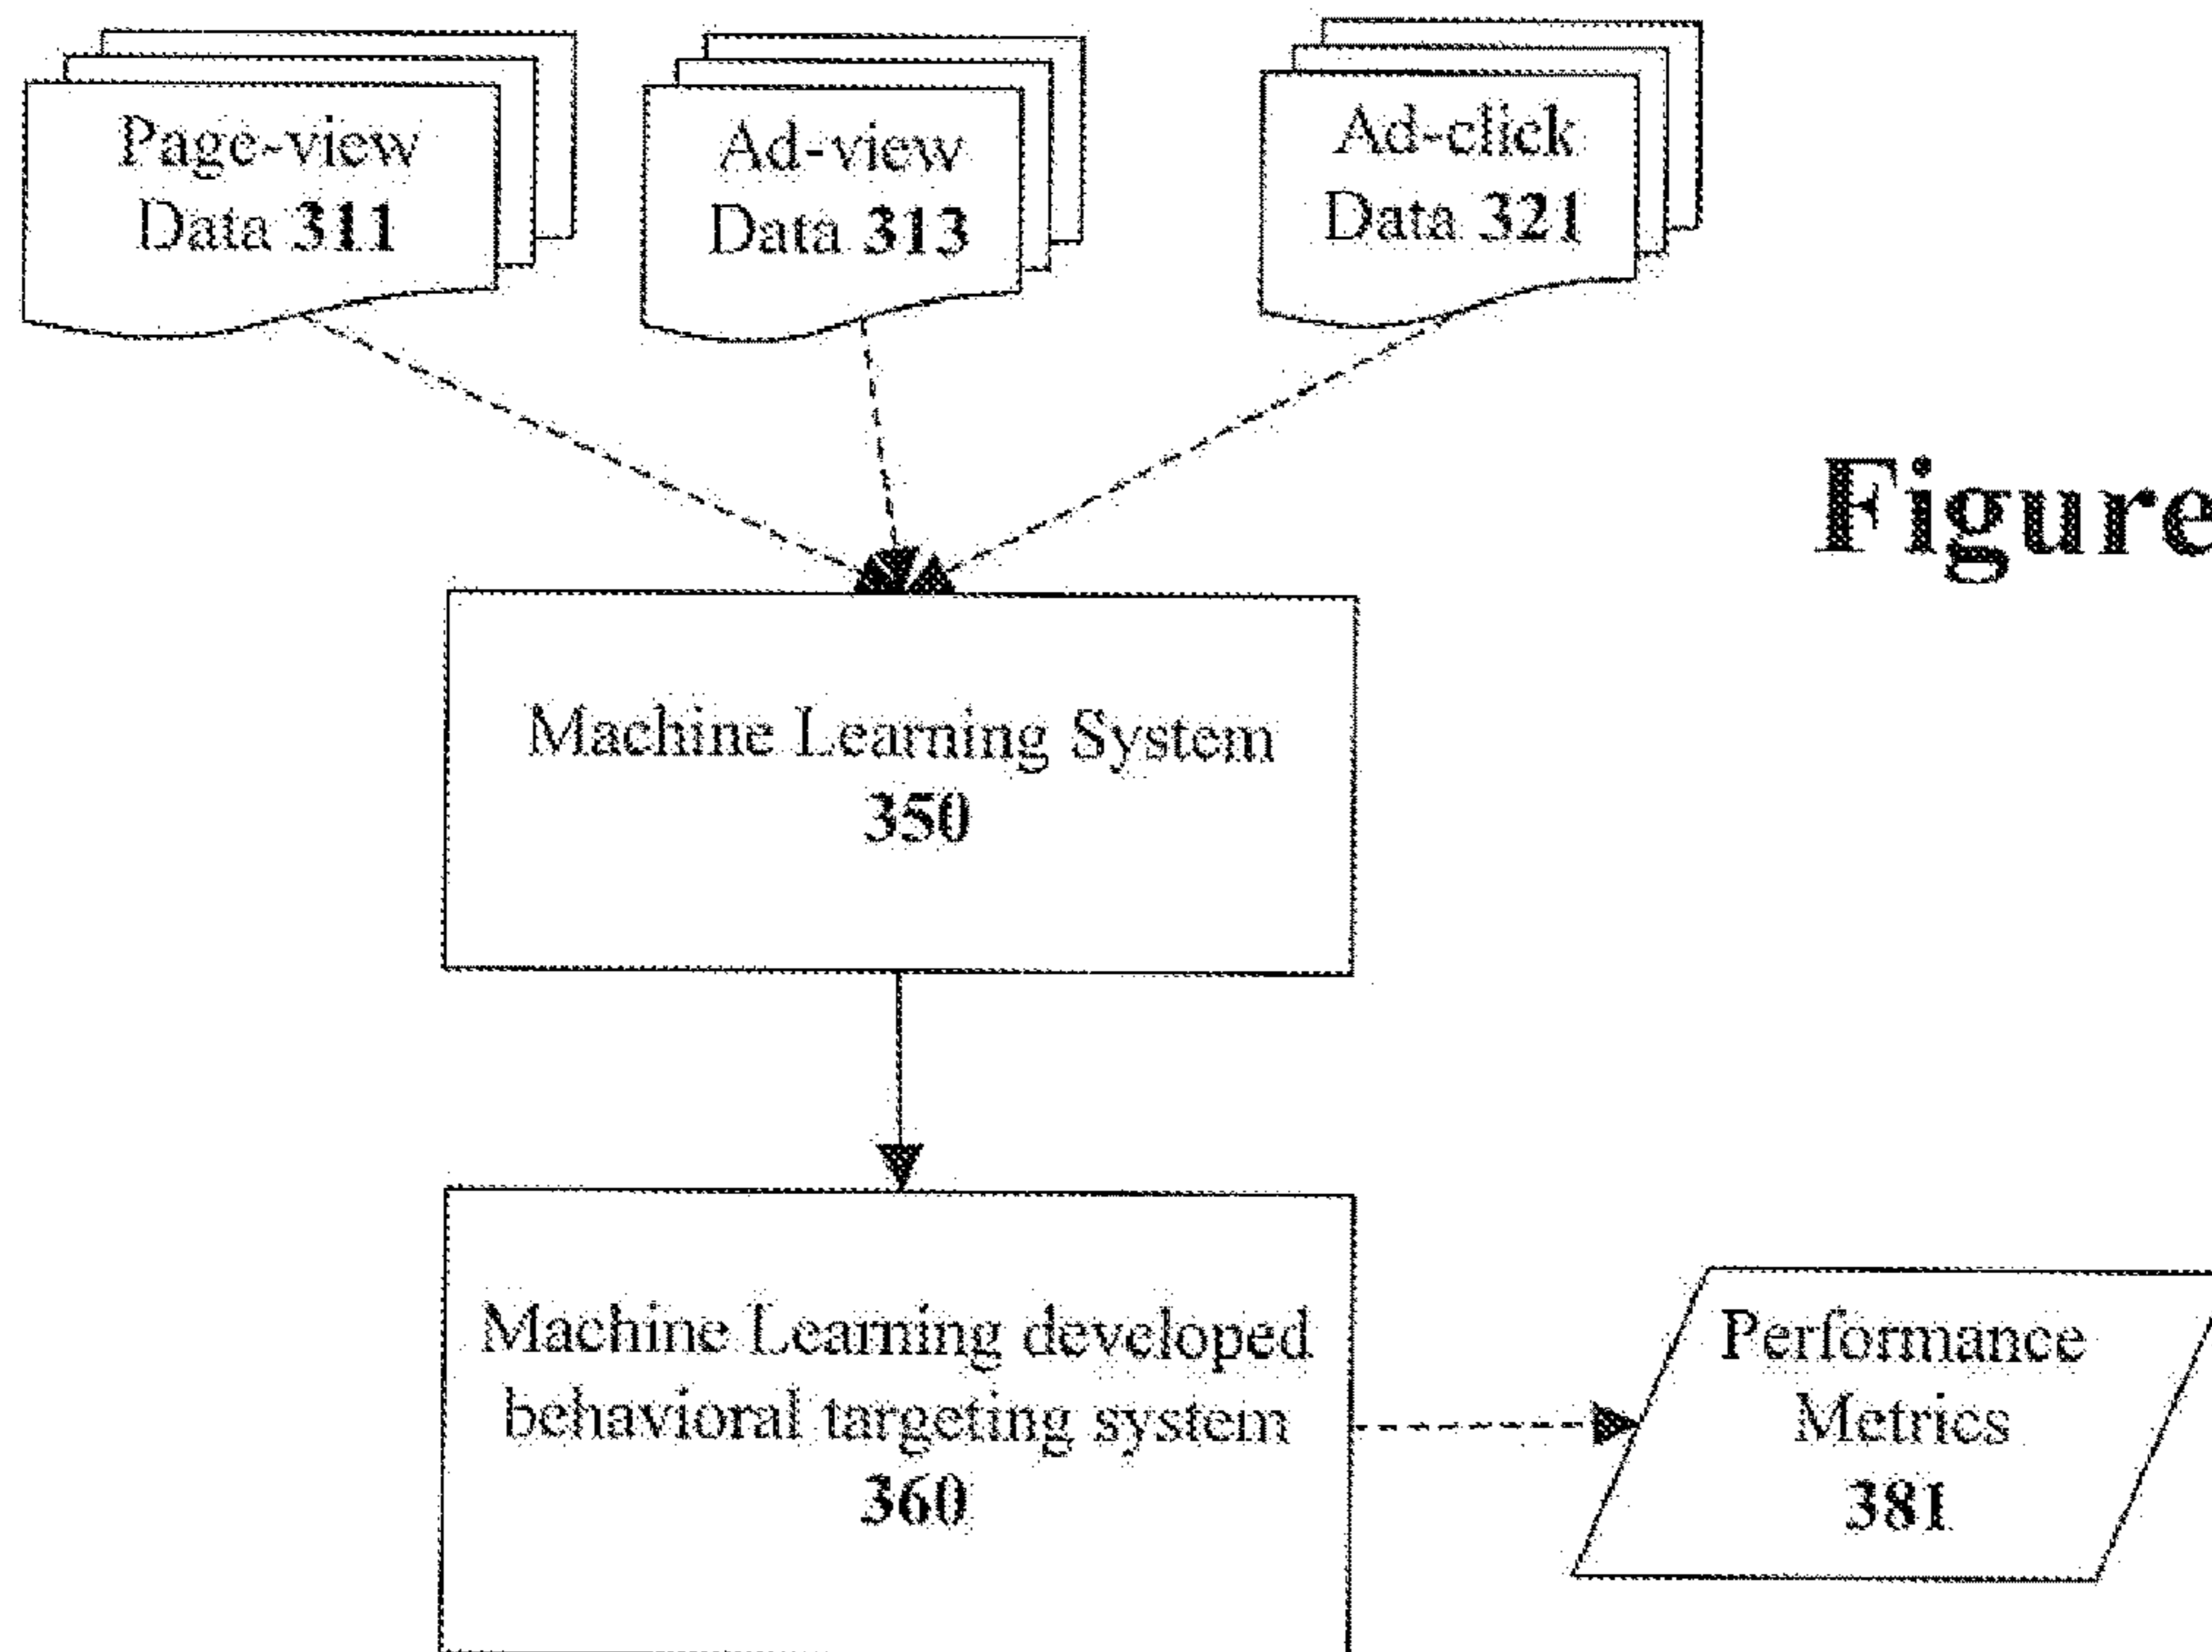 Page-view
Data 311
Ad-view
Data 313
Ad-click
Data 321
Figure
Machine Learning System
350
Machine Learning developed
behavioral targeting system
360
Performance
Metrics
381